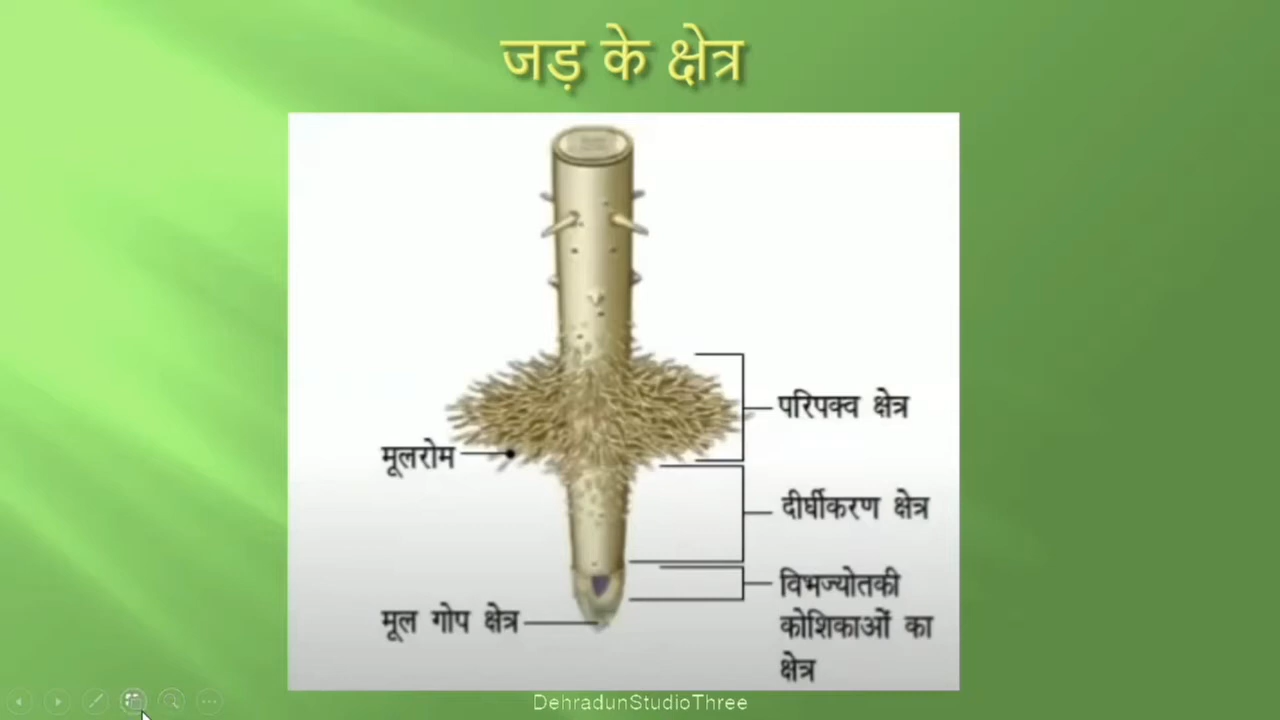 जड़ के क्षेत्र
परिपक्व क्षेत्र
मूलरोम
दीर्घीकरण क्षेत्र
विभज्योतकी
कोशिकाओं का
क्षेत्र
मूल गोप क्षेत्र
DehradunStudioThree